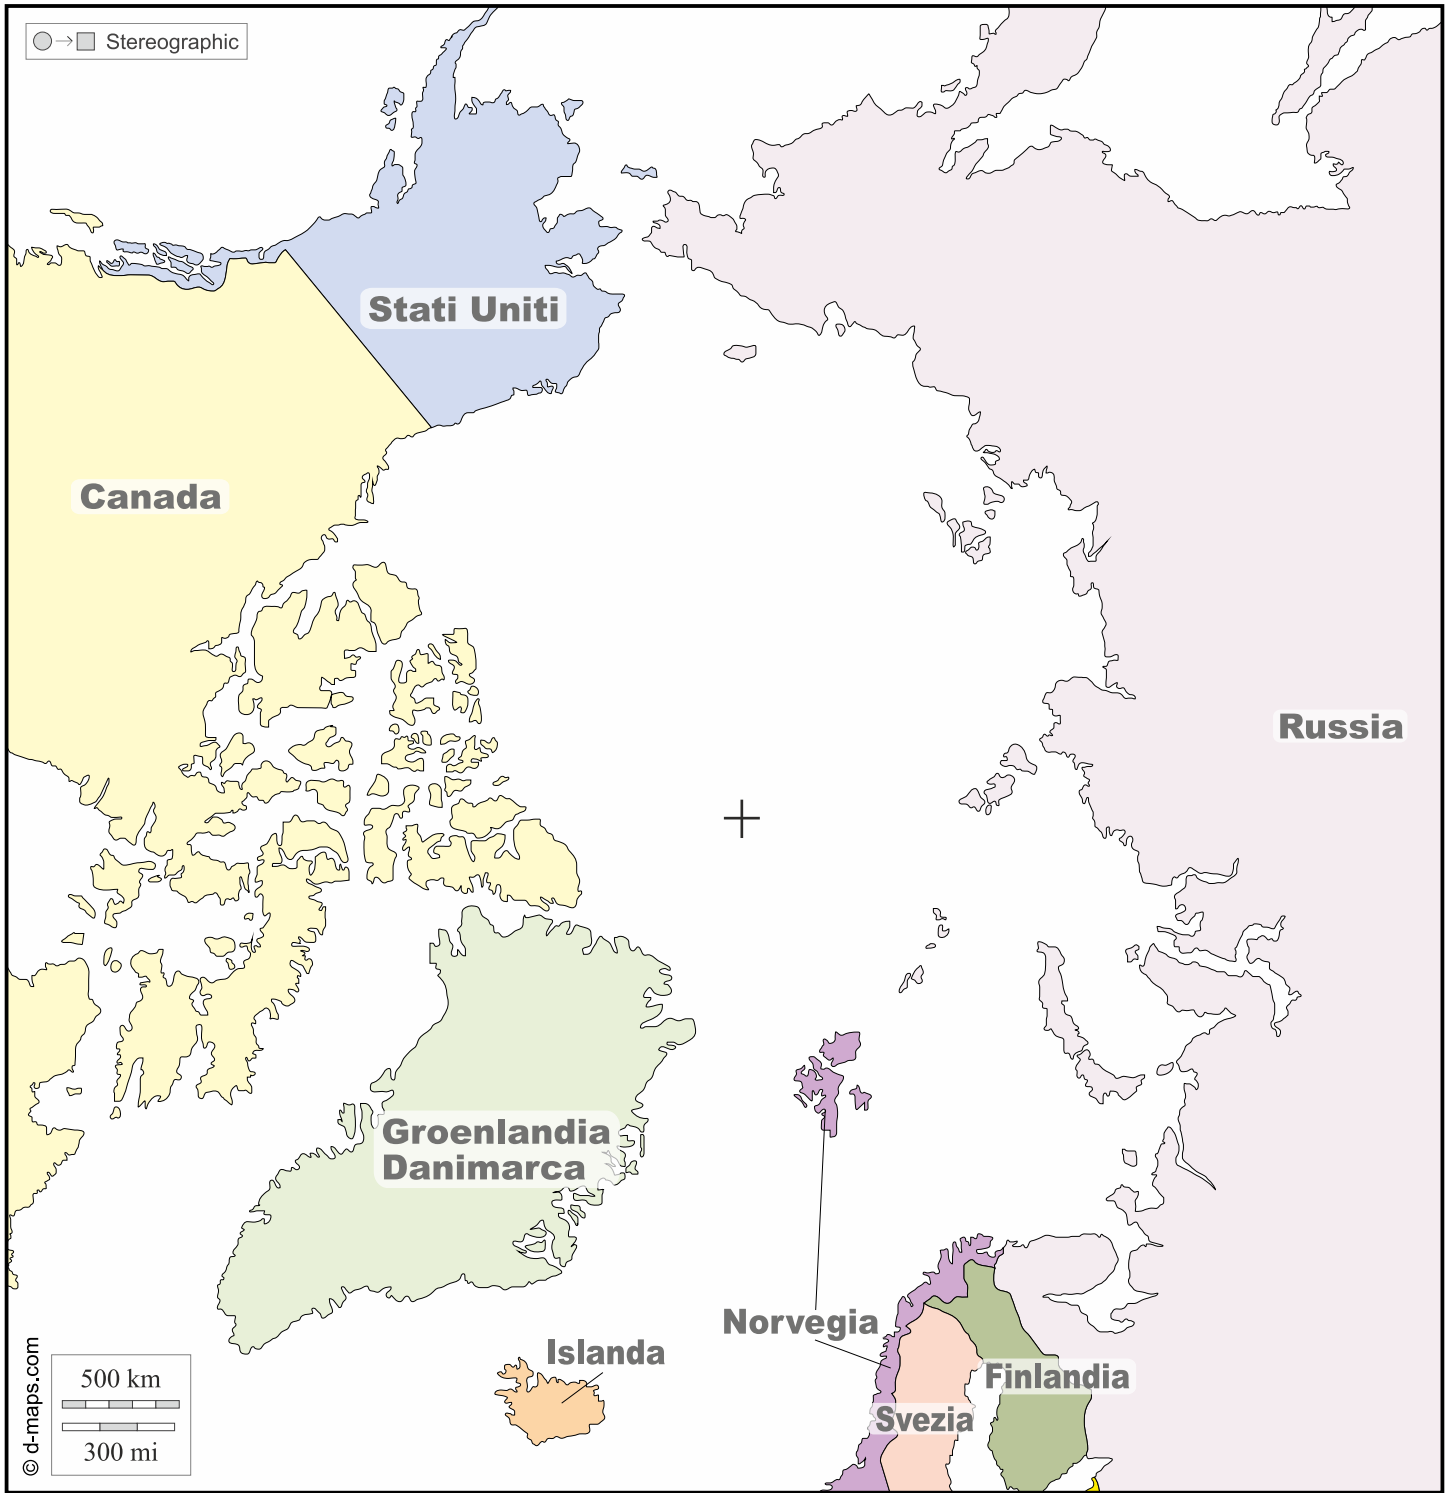 Stereographic
Stati Uniti
Canada
Russia
Groenlandia
Danimarca
Norvegia
Islanda
Finlandia
Svezia
500 km
300 mi
© d-maps.com